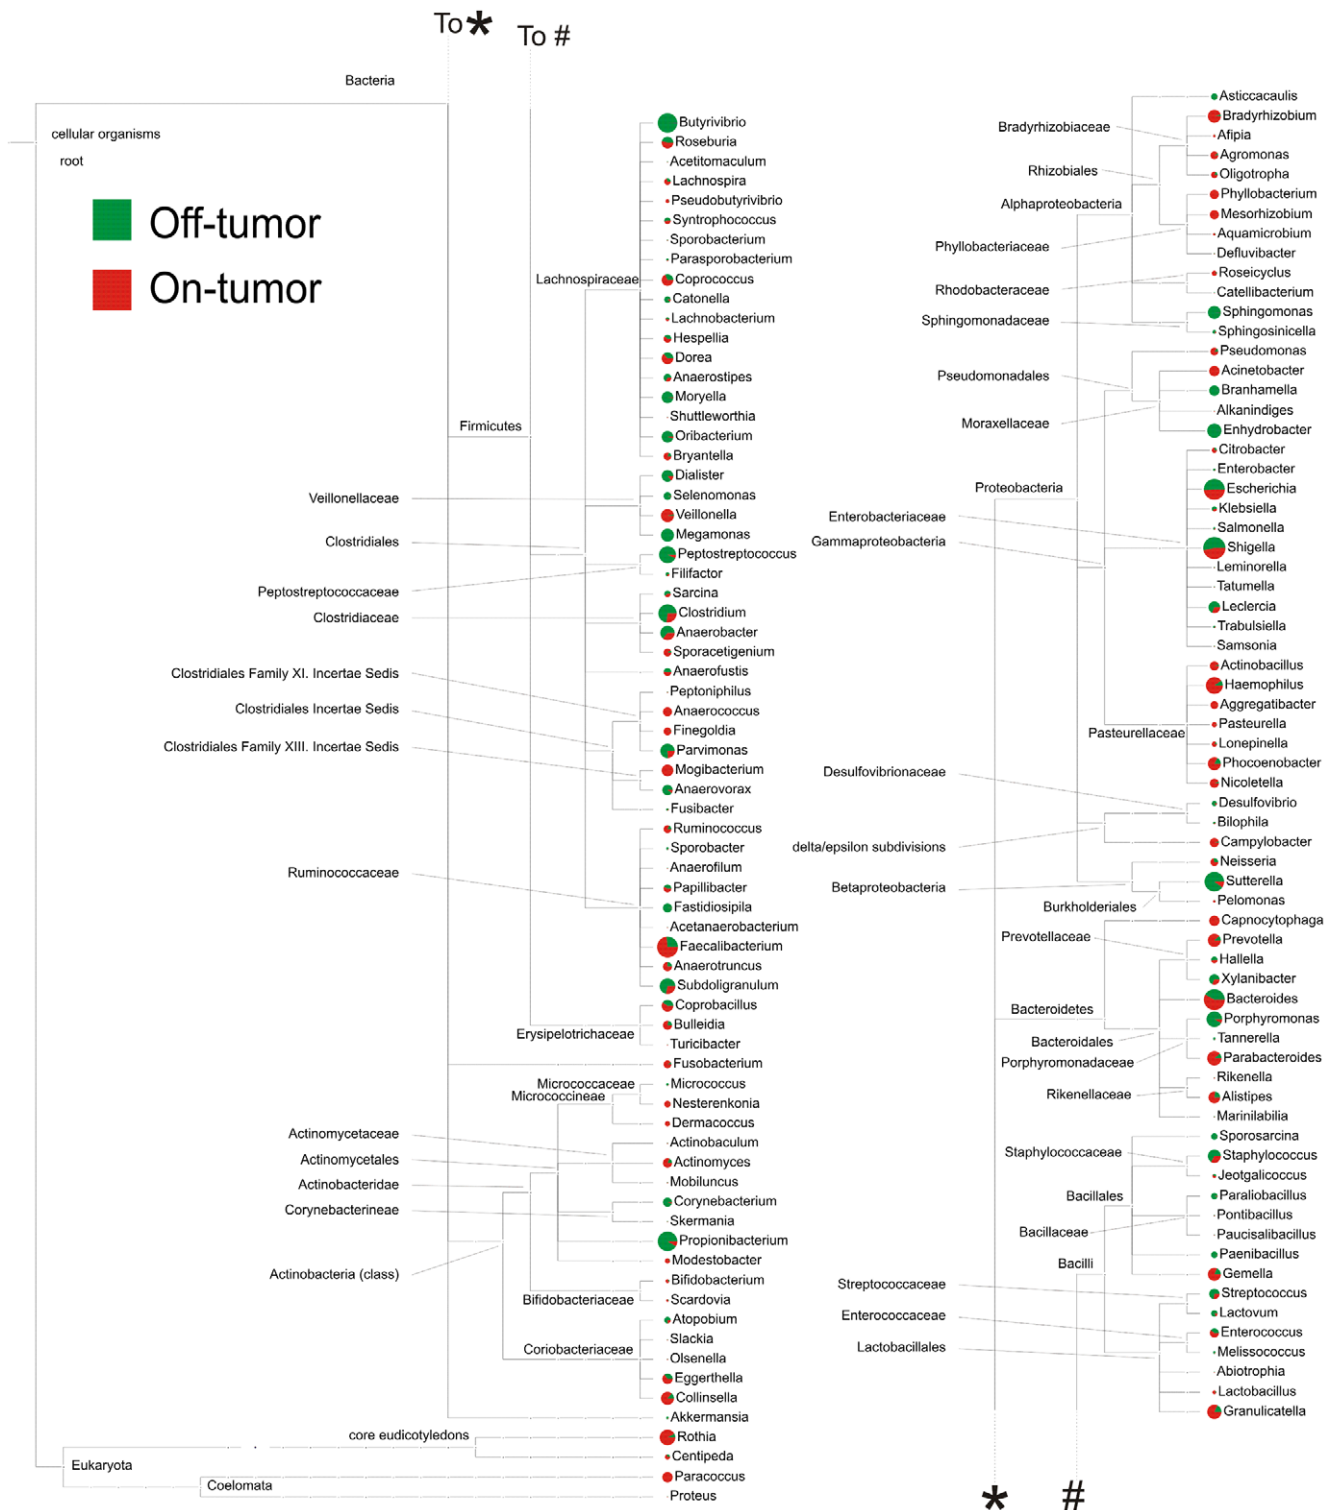 To *
To #
Bacteria
cellular organisms
root
Off-tumor
On-tumor
Butyrivibrio
Roseburia
Acetitomaculum
Lachnospira
Pseudobutyrivibrio
Syntrophococcus
Sporobacterium
Parasporobacterium
Lachnospiraceae
Coprococcus
Catonella
Lachnobacterium
Hespellia
Dorea
Anaerostipes
Moryella
Shuttleworthia
Firmicutes
Oribacterium
Bryantella
Dialister
Veillonellaceae
Selenomonas
Veillonella
Megamonas
Clostridiales
Peptostreptococcus
Filifactor
Peptostreptococcaceae
Sarcina
Clostridiaceae
Clostridium
Anaerobacter
Sporacetigenium
Clostridiales Family XI. Incertae Sedis
Anaerofustis
Peptoniphilus
Clostridiales Incertae Sedis
Anaerococcus
Finegoldia
Clostridiales Family XIII. Incertae Sedis
Parvimonas
Mogibacterium
Anaerovorax
Fusibacter
Ruminococcus
Sporobacter
Ruminococcaceae
Anaerofilum
Papillibacter
Fastidiosipila
Acetanaerobacterium
Faecalibacterium
Anaerotruncus
Subdoligranulum
Coprobacillus
Bulleidia
Erysipelotrichaceae
Turicibacter
Fusobacterium
Micrococcaceae
Micrococcus
Micrococcineae
Nesterenkonia
Dermacoccus
Actinomycetaceae
Actinobaculum
Actinomycetales
Actinomyces
Actinobacteridae
Mobiluncus
Corynebacterium
Corynebacterineae
Skermania
Propionibacterium
Modestobacter
Actinobacteria (class)
Bifidobacterium
Bifidobacteriaceae
Scardovia
Atopobium
Slackia
Coriobacteriaceae
Olsenella
Eggerthella
Collinsella
Akkermansia
core eudicotyledons
Rothia
Centipeda
Eukaryota
Paracoccus
Coelomata
Proteus
Asticcacaulis
Bradyrhizobium
Bradyrhizobiaceae
Afipia
Agromonas
Rhizobiales
Oligotropha
Phyllobacterium
Alphaproteobacteria
Mesorhizobium
Aquamicrobium
Phyllobacteriaceae
Defluvibacter
Roseicyclus
Rhodobacteraceae
Catellibacterium
Sphingomonas
Sphingomonadaceae
Sphingosinicella
Pseudomonas
Pseudomonadales
Acinetobacter
Branhamella
Alkanindiges
Moraxellaceae
Enhydrobacter
Citrobacter
Enterobacter
Proteobacteria
Escherichia
Klebsiella
Enterobacteriaceae
Salmonella
Gammaproteobacteria
Shigella
Leminorella
Tatumella
Leclercia
Trabulsiella
Samsonia
Actinobacillus
Haemophilus
Aggregatibacter
Pasteurella
Pasteurellaceae
Lonepinella
Phocoenobacter
Desulfovibrionaceae
Nicoletella
Desulfovibrio
Bilophila
delta/epsilon subdivisions
Campylobacter
Neisseria
Betaproteobacteria
Sutterella
Pelomonas
Burkholderiales
Capnocytophaga
Prevotellaceae
Prevotella
Hallella
Xylanibacter
Bacteroides
Bacteroidetes
Porphyromonas
Bacteroidales
Tannerella
Porphyromonadaceae
Parabacteroides
Rikenella
Rikenellaceae
Alistipes
Marinilabilia
Sporosarcina
Staphylococcaceae
Staphylococcus
Jeotgalicoccus
Bacillales
Paraliobacillus
Pontibacillus
Bacillaceae
Paucisalibacillus
Paenibacillus
Bacilli
Gemella
Streptococcaceae
Streptococcus
Lactovum
Enterococcaceae
Enterococcus
Lactobacillales
Melissococcus
Abiotrophia
Lactobacillus
Granulicatella
*
#